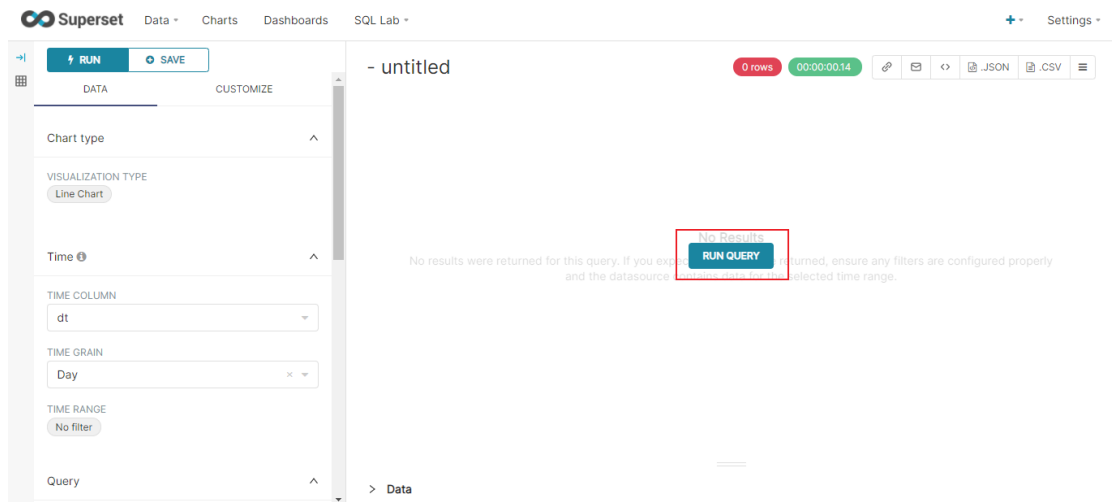 Superset Data Charts Dashboards SQL Lab + Settings
RUN SAVE
- untitled 0 rows 00:00:00.14 .JSON .CSV
DATA CUSTOMIZE
Chart type
VISUALIZATION TYPE
Line Chart
Time
TIME COLUMN
dt
TIME GRAIN
Day
TIME RANGE
No filter
Query
No Results
RUN QUERY
No results were returned for this query. If you returned, ensure any filters are configured properly
and the datasource contains data for the selected time range.
> Data